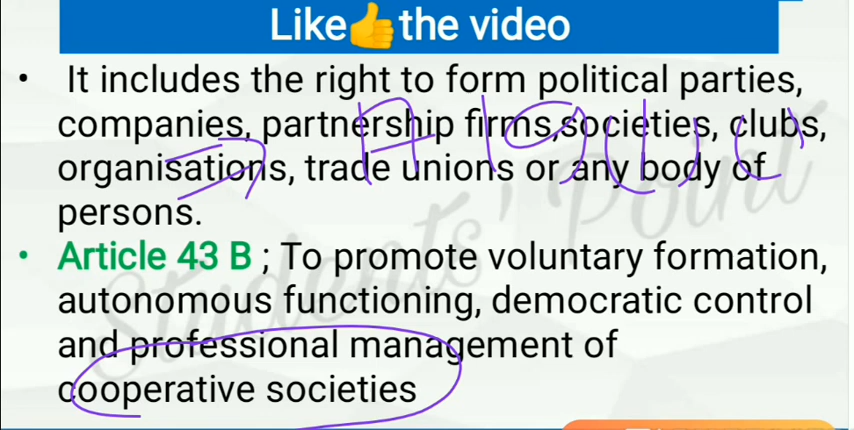 Like👍the video
• It includes the right to form political parties,
companies, partnership firms,societies, clubs,
organisations, trade unions or any body of
persons.
• Article 43 B ; To promote voluntary formation,
autonomous functioning, democratic control
and professional management of
cooperative societies
Students' Point